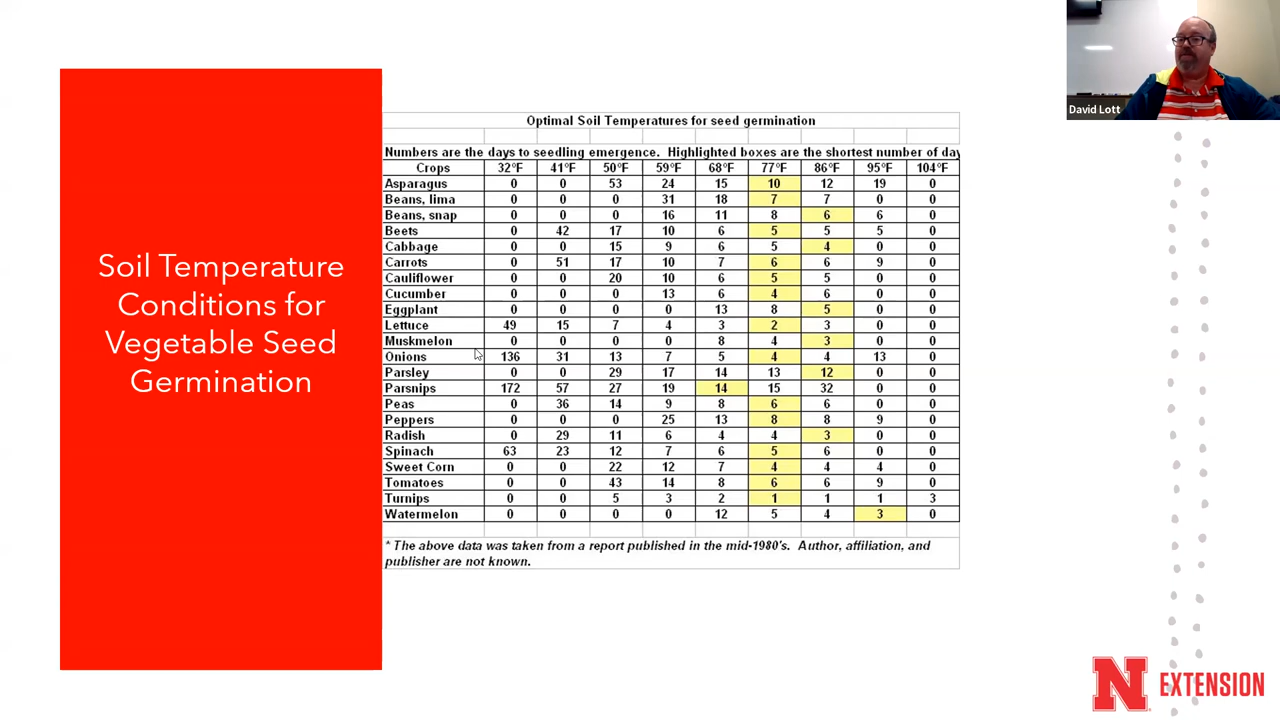 Soil Temperature
Conditions for
Vegetable Seed
Germination
Optimal Soil Temperatures for seed germination
Numbers are the days to seedling emergence. Highlighted boxes are the shortest number of day
Crops 32°F 41°F 50°F 59°F 68°F 77°F 86°F 95°F 104°F
Asparagus 0 0 53 24 15 10 12 19 0
Beans, lima 0 0 0 31 18 7 7 0 0
Beans, snap 0 0 0 16 11 8 6 6 0
Beets 0 42 17 10 6 5 5 5 0
Cabbage 0 0 15 9 6 5 4 0 0
Carrots 0 51 17 10 7 6 6 9 0
Cauliflower 0 0 20 10 6 5 5 0 0
Cucumber 0 0 0 13 6 4 6 0 0
Eggplant 0 0 0 0 13 8 5 0 0
Lettuce 49 15 7 4 3 2 3 0 0
Muskmelon 0 0 0 0 8 4 3 0 0
Onions 136 31 13 7 5 4 4 13 0
Parsley 0 0 29 17 14 13 12 0 0
Parsnips 172 57 27 19 14 15 32 0 0
Peas 0 36 14 9 8 6 6 0 0
Peppers 0 0 0 25 13 8 8 9 0
Radish 0 29 11 6 4 4 3 0 0
Spinach 63 23 12 7 6 5 6 0 0
Sweet Corn 0 0 22 12 7 4 4 4 0
Tomatoes 0 0 43 14 8 6 6 9 0
Turnips 0 0 5 3 2 1 1 1 3
Watermelon 0 0 0 0 12 5 4 3 0
* The above data was taken from a report published in the mid-1980's. Author, affiliation, and
publisher are not known.
David Lott
N EXTENSION